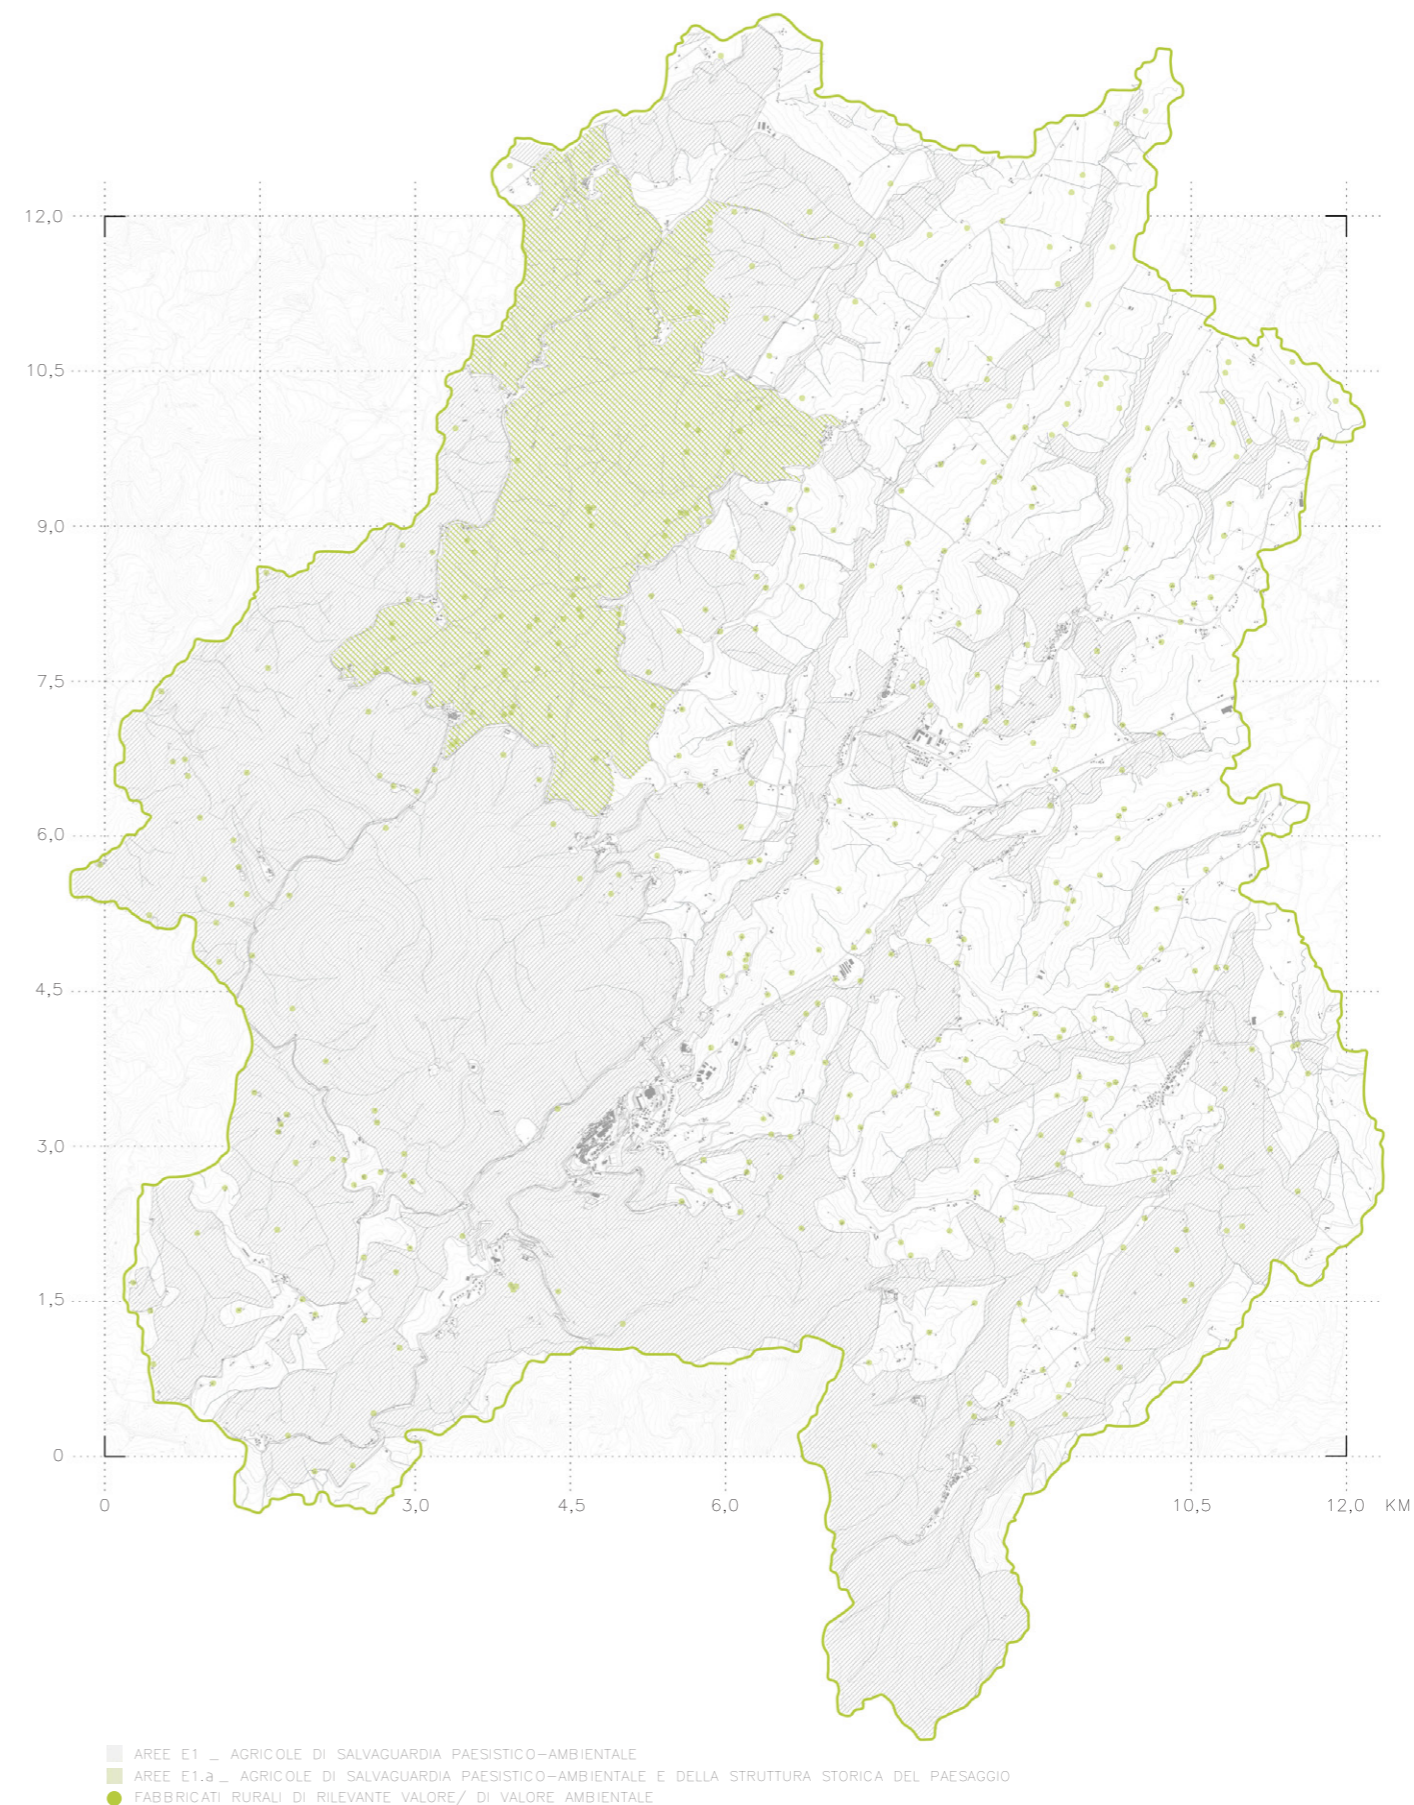 12,0
10,5
9,0
7,5
6,0
4,5
3,0
1,5
0
0 3,0 4,5 6,0 10,5 12,0 KM
AREE E1 _ AGRICOLE DI SALVAGUARDIA PAESISTICO-AMBIENTALE
AREE E1.a _ AGRICOLE DI SALVAGUARDIA PAESISTICO-AMBIENTALE E DELLA STRUTTURA STORICA DEL PAESAGGIO
FABBRICATI RURALI DI RILEVANTE VALORE/ DI VALORE AMBIENTALE